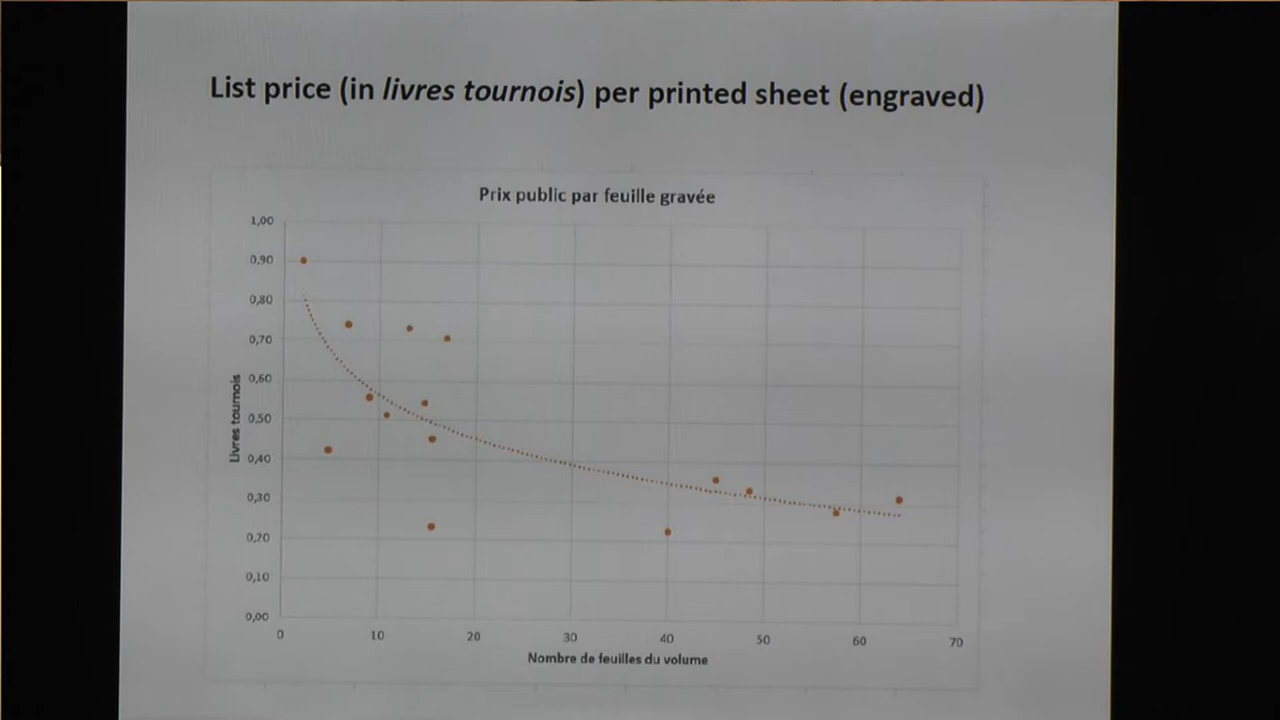 List price (in livres tournois) per printed sheet (engraved)
Prix public par feuille gravée
1,00
0,90
0,80
0,70
0,60
0,50
0,40
0,30
0,20
0,10
0,00
Livres tournois
0 10 20 30 40 50 60 70
Nombre de feuilles du volume